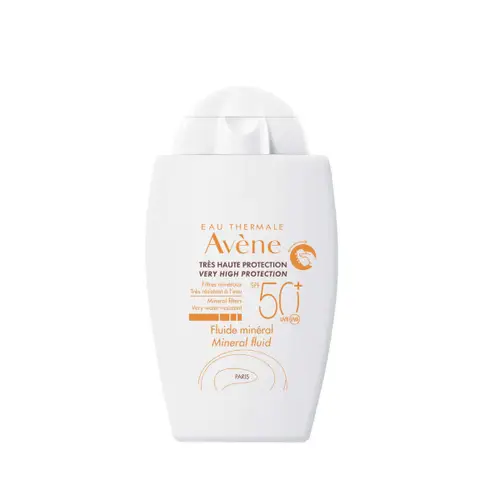 EAU THERMALE
Avène
TRÈS HAUTE PROTECTION
VERY HIGH PROTECTION
Filtres minéraux
Très résistant à l'eau
Mineral filters
Very water-resistant
SPF
50+
UVB UVA
Fluide minéral
Mineral fluid
PARIS